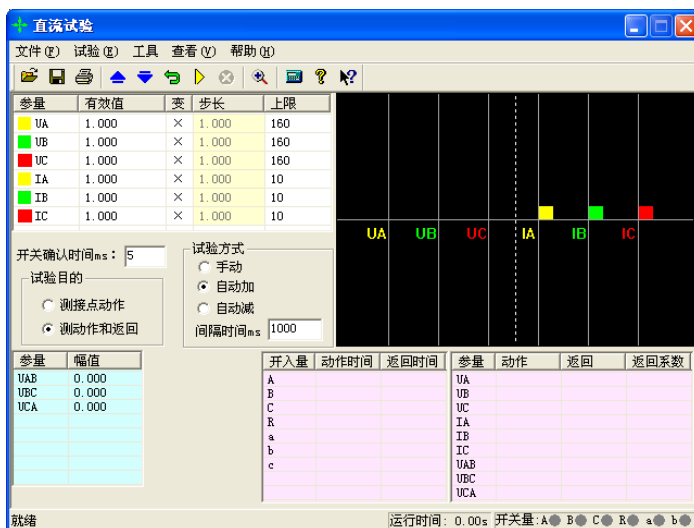 直流试验
文件(F) 试验(E) 工具 查看(V) 帮助(H)
参量 有效值 变 步长 上限
UA 1.000 × 1.000 160
UB 1.000 × 1.000 160
UC 1.000 × 1.000 160
IA 1.000 × 1.000 10
IB 1.000 × 1.000 10
IC 1.000 × 1.000 10
UA UB UC IA IB IC
开关确认时间ms: 5
试验目的
测接点动作
测动作和返回
试验方式
手动
自动加
自动减
间隔时间ms 1000
参量 幅值
UAB 0.000
UBC 0.000
UCA 0.000
开入量 动作时间 返回时间
A
B
C
R
a
b
c
参量 动作 返回 返回系数
UA
UB
UC
IA
IB
IC
UAB
UBC
UCA
就绪 运行时间: 0.00s 开关量:A B C R a b